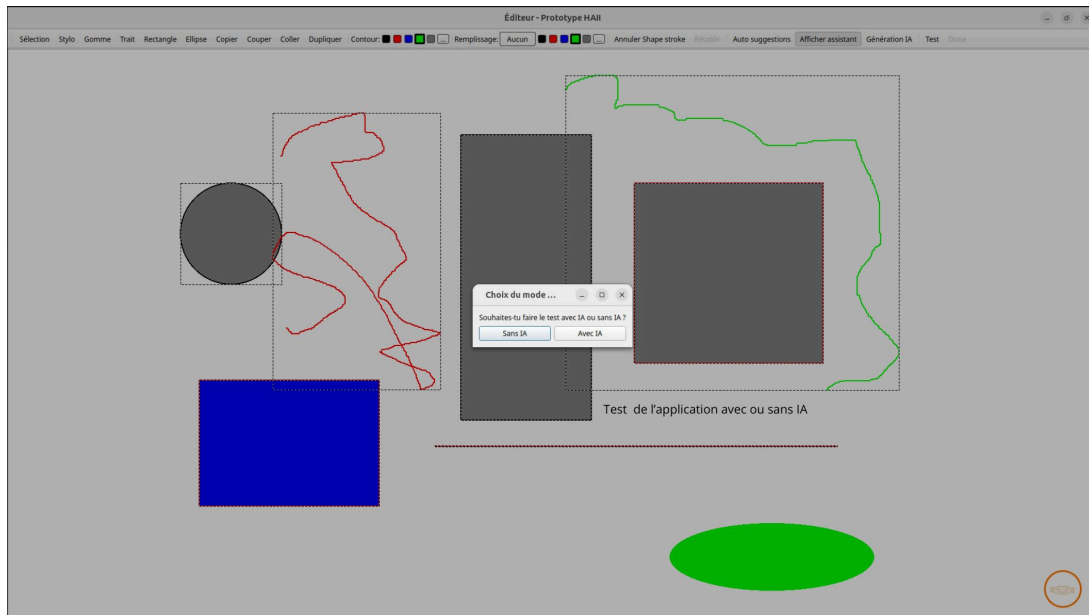 Éditeur - Prototype HAII
Sélection Stylo Gomme Trait Rectangle Ellipse Copier Couper Coller Dupliquer Contour: ... Remplissage: Aucun ... Annuler Shape stroke Rétablir Auto suggestions Afficher assistant Génération IA Test Done
Choix du mode ...
Souhaites-tu faire le test avec IA ou sans IA ?
Sans IA Avec IA
Test de l'application avec ou sans IA